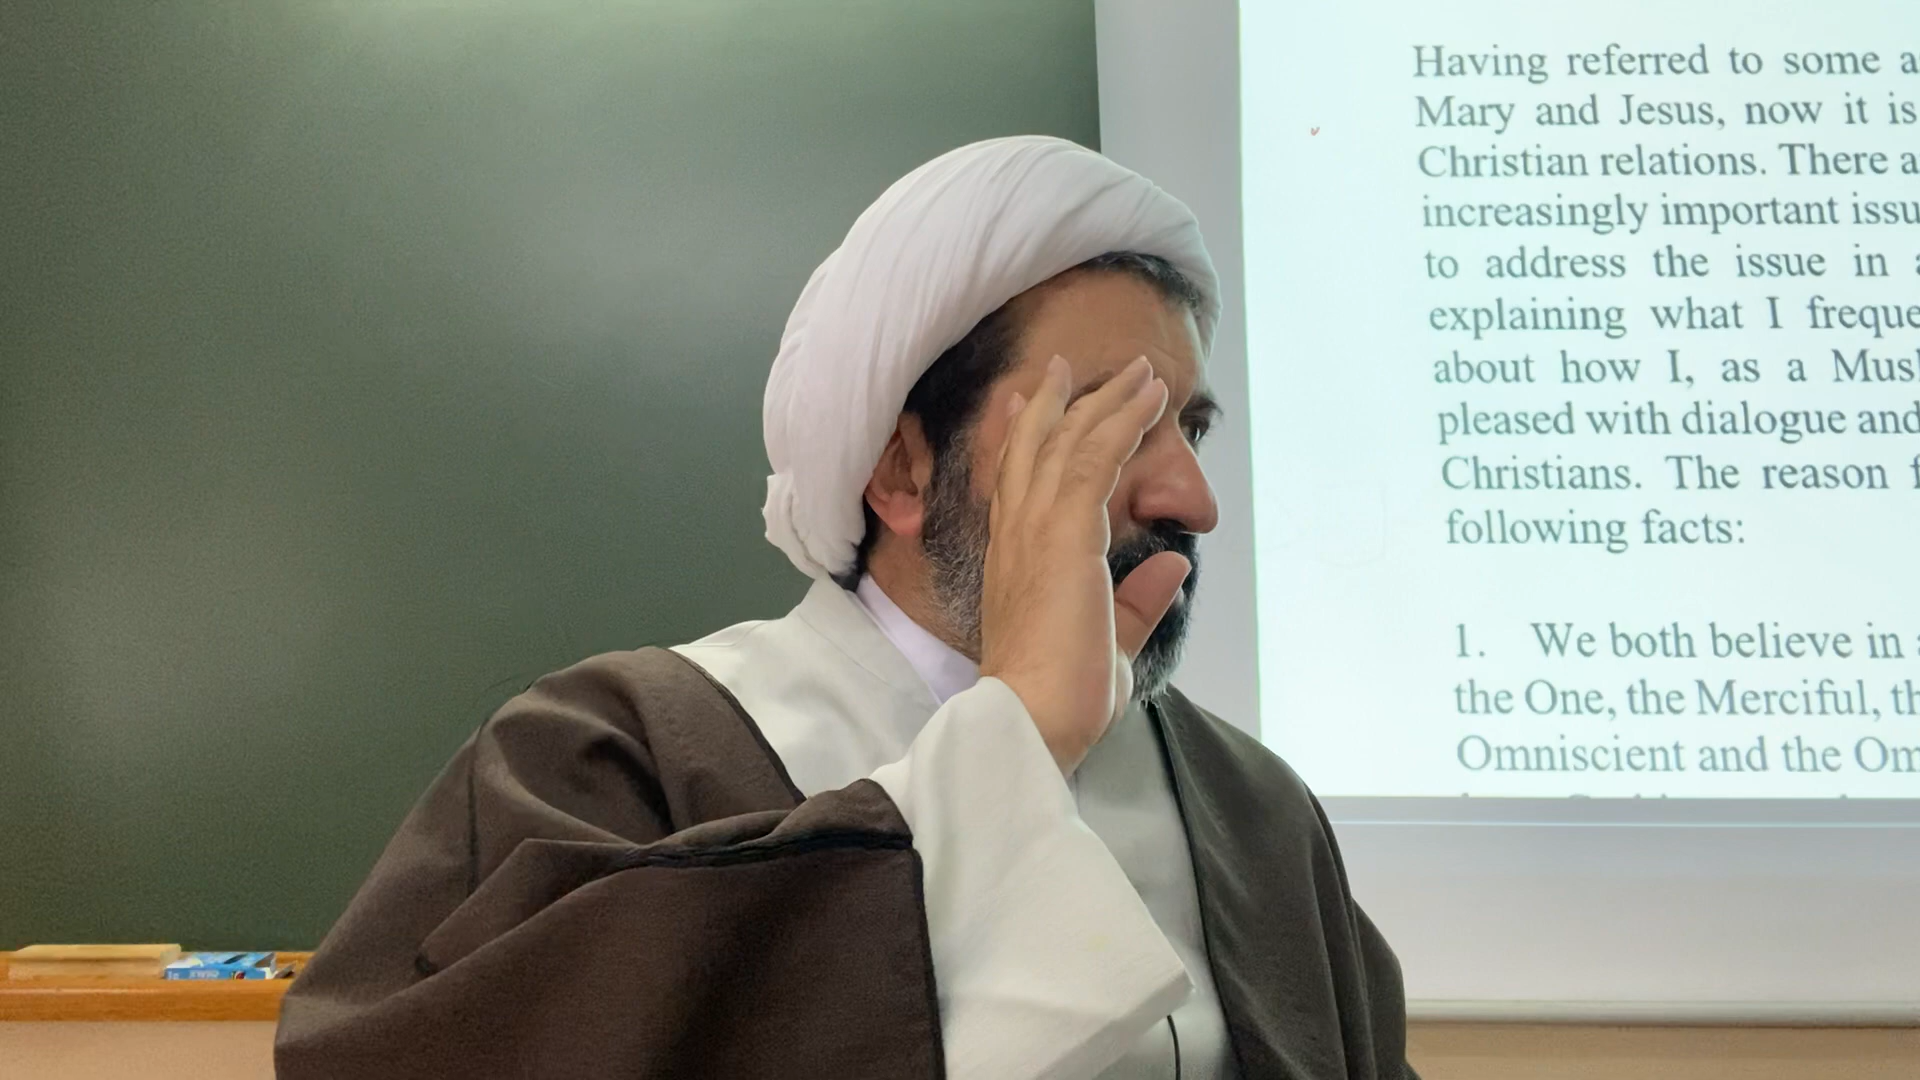 Having referred to some a
Mary and Jesus, now it is
Christian relations. There a
increasingly important issu
to address the issue in a
explaining what I freque
about how I, as a Musl
pleased with dialogue and
Christians. The reason f
following facts:
1. We both believe in a
the One, the Merciful, th
Omniscient and the Om